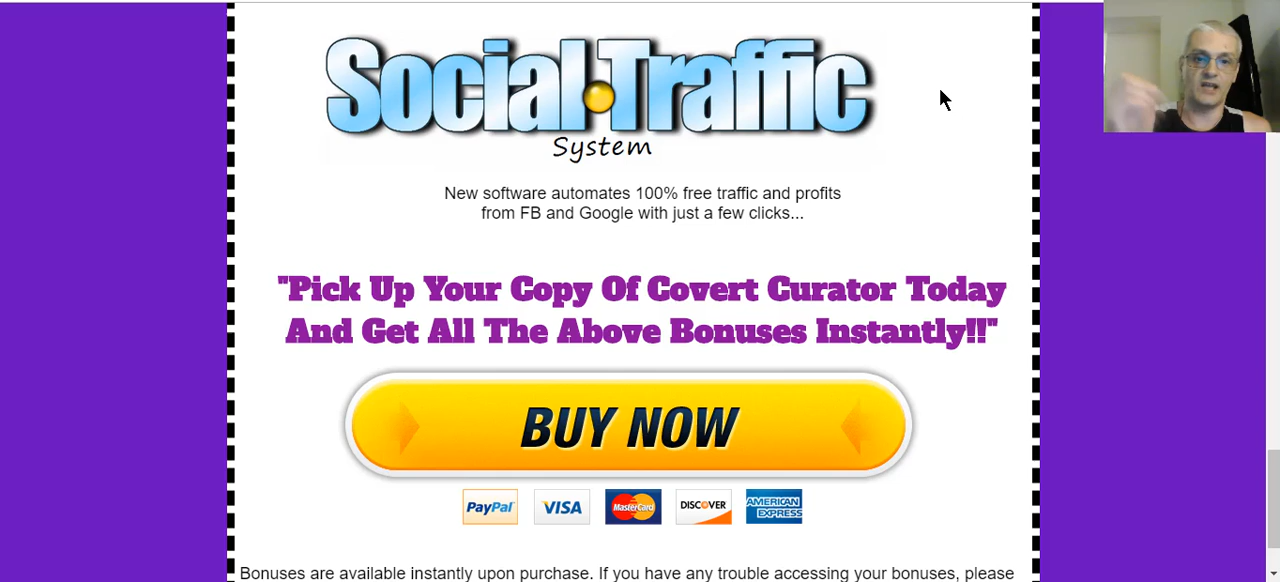 Social Traffic
System
New software automates 100% free traffic and profits
from FB and Google with just a few clicks...
"Pick Up Your Copy Of Covert Curator Today
And Get All The Above Bonuses Instantly!!"
BUY NOW
PayPal VISA MasterCard DISCOVER AMERICAN EXPRESS
Bonuses are available instantly upon purchase. If you have any trouble accessing your bonuses, please